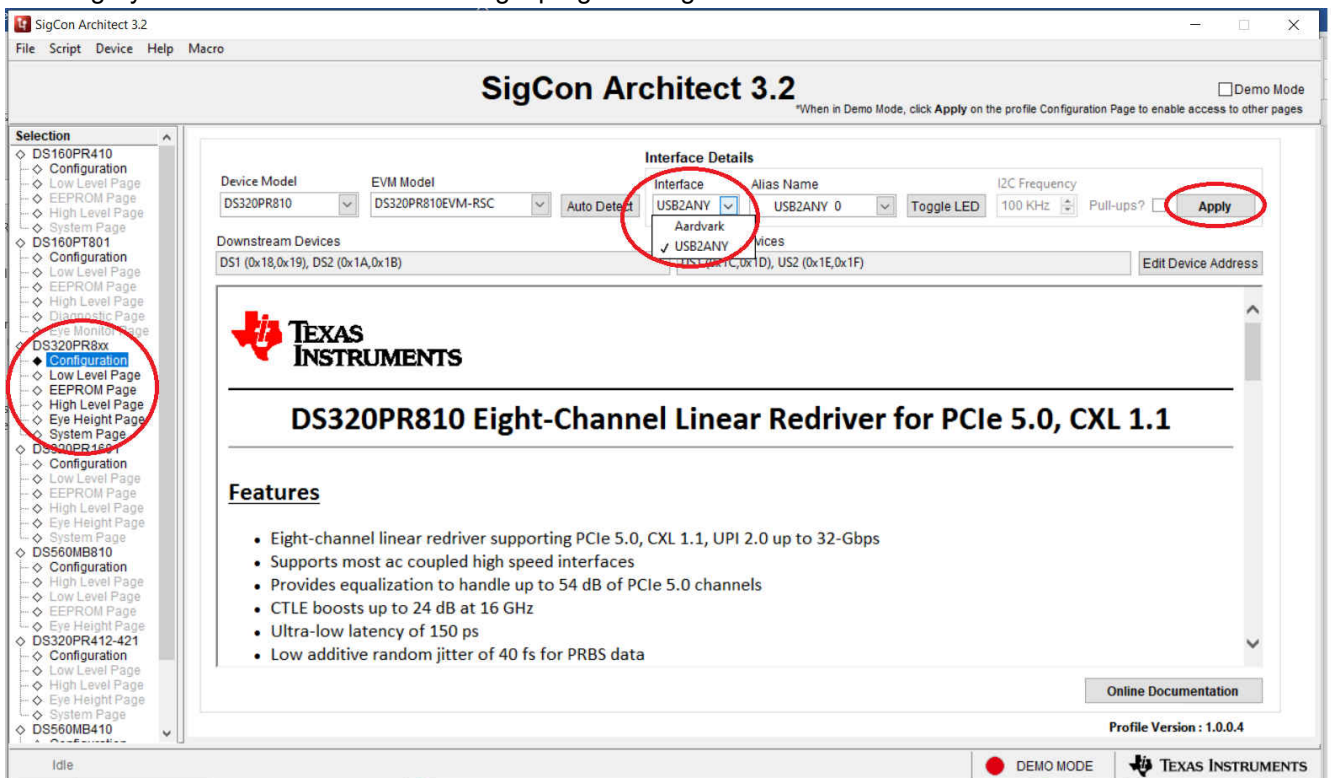 SigCon Architect 3.2
File Script Device Help Macro
SigCon Architect 3.2
Demo Mode
*When in Demo Mode, click Apply on the profile Configuration Page to enable access to other pages
Selection
DS160PR410
Configuration
Low Level Page
EEPROM Page
High Level Page
System Page
DS160PT801
Configuration
Low Level Page
EEPROM Page
High Level Page
Diagnostic Page
Eye Monitor Page
DS320PR8xx
Configuration
Low Level Page
EEPROM Page
High Level Page
Eye Height Page
System Page
DS320PR1601
Configuration
Low Level Page
EEPROM Page
High Level Page
Eye Height Page
System Page
DS560MB810
Configuration
High Level Page
Low Level Page
EEPROM Page
Eye Height Page
DS320PR412-421
Configuration
Low Level Page
High Level Page
Eye Height Page
System Page
DS560MB410
Interface Details
Device Model EVM Model Interface Alias Name I2C Frequency
DS320PR810 DS320PR810EVM-RSC Auto Detect USB2ANY USB2ANY 0 Toggle LED 100 KHz Pull-ups? Apply
Aardvark
✓ USB2ANY
Downstream Devices
DS1 (0x18,0x19), DS2 (0x1A,0x1B) US2 (0x1E,0x1F) Edit Device Address
TEXAS
INSTRUMENTS
DS320PR810 Eight-Channel Linear Redriver for PCIe 5.0, CXL 1.1
Features
• Eight-channel linear redriver supporting PCIe 5.0, CXL 1.1, UPI 2.0 up to 32-Gbps
• Supports most ac coupled high speed interfaces
• Provides equalization to handle up to 54 dB of PCIe 5.0 channels
• CTLE boosts up to 24 dB at 16 GHz
• Ultra-low latency of 150 ps
• Low additive random jitter of 40 fs for PRBS data
Online Documentation
Profile Version : 1.0.0.4
Idle DEMO MODE TEXAS INSTRUMENTS